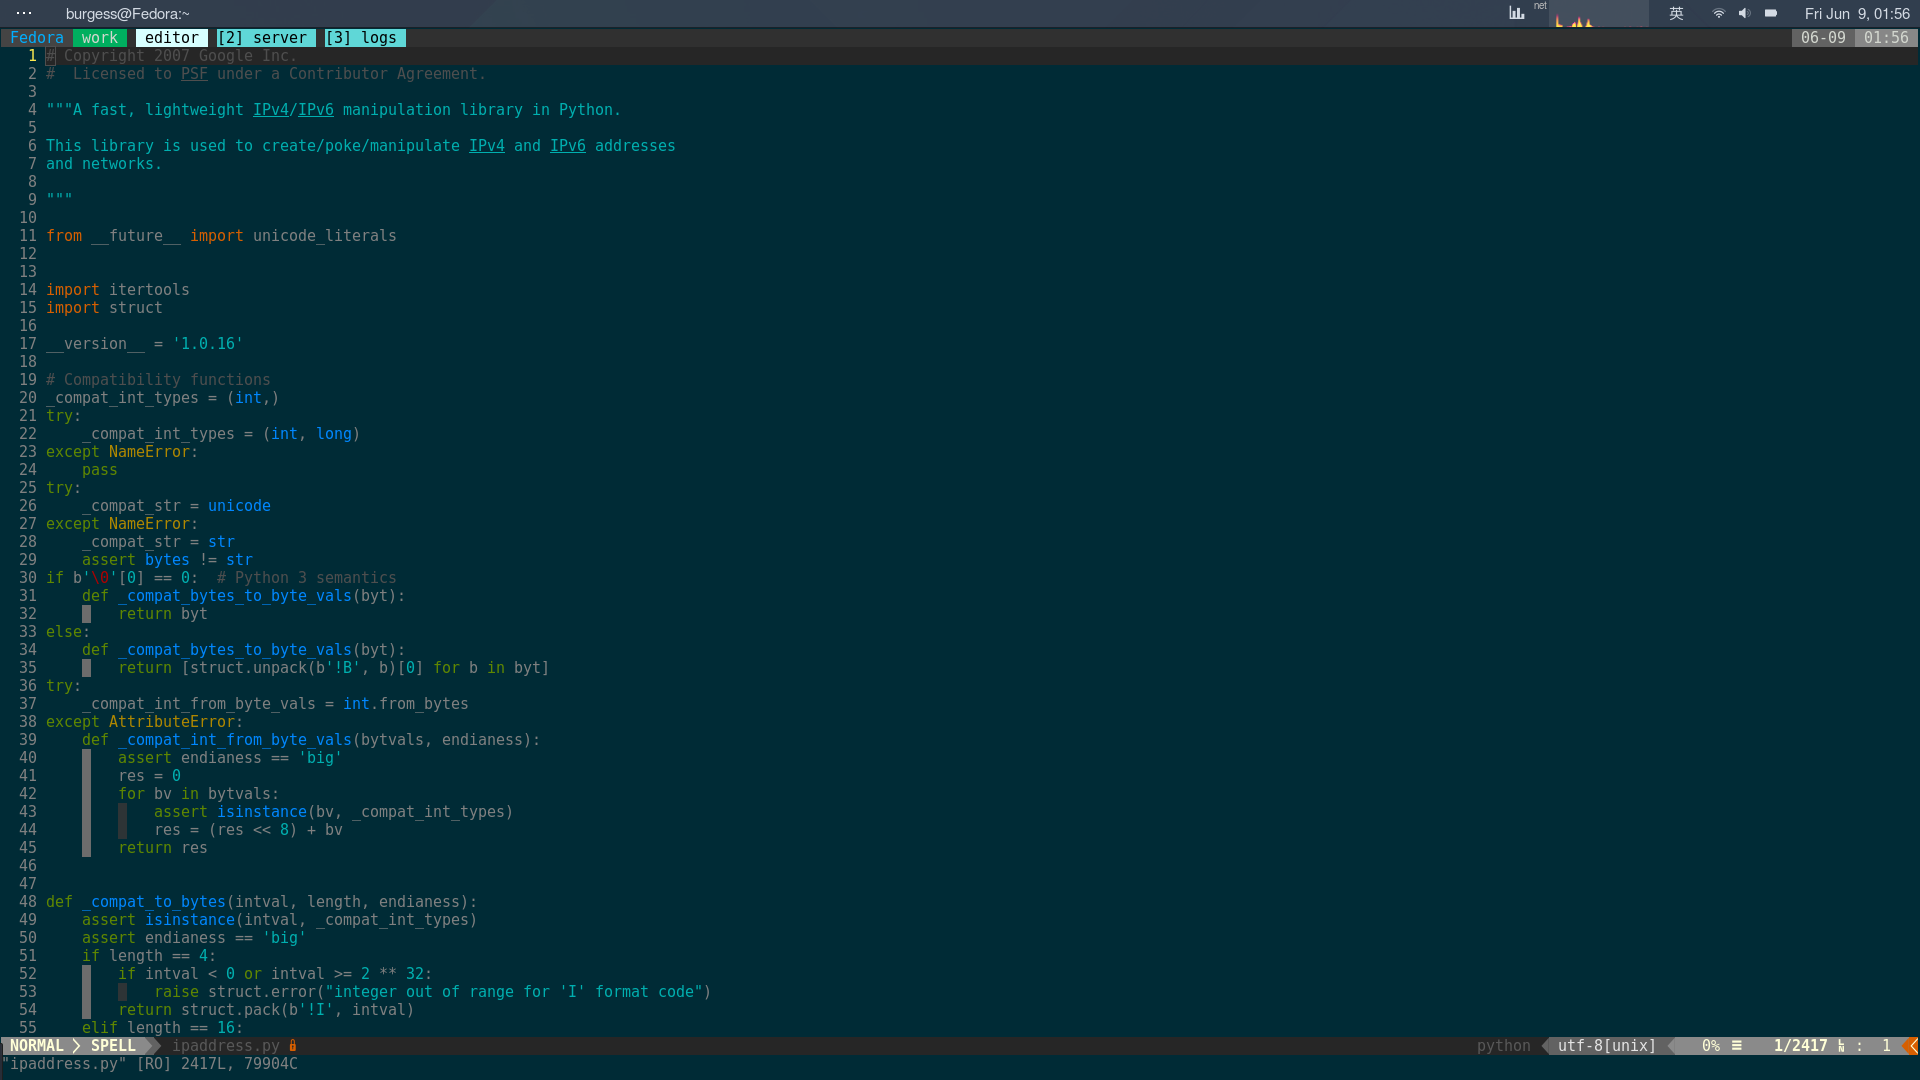 ··· burgess@Fedora:~ net 英 Fri Jun  9, 01:56
Fedora work editor [2] server [3] logs 06-09 01:56
1 # Copyright 2007 Google Inc.
2 #  Licensed to PSF under a Contributor Agreement.
3
4 """A fast, lightweight IPv4/IPv6 manipulation library in Python.
5
6 This library is used to create/poke/manipulate IPv4 and IPv6 addresses
7 and networks.
8
9 """
10
11 from __future__ import unicode_literals
12
13
14 import itertools
15 import struct
16
17 __version__ = '1.0.16'
18
19 # Compatibility functions
20 _compat_int_types = (int,)
21 try:
22     _compat_int_types = (int, long)
23 except NameError:
24     pass
25 try:
26     _compat_str = unicode
27 except NameError:
28     _compat_str = str
29     assert bytes != str
30 if b'\0'[0] == 0:  # Python 3 semantics
31     def _compat_bytes_to_byte_vals(byt):
32         return byt
33 else:
34     def _compat_bytes_to_byte_vals(byt):
35         return [struct.unpack(b'!B', b)[0] for b in byt]
36 try:
37     _compat_int_from_byte_vals = int.from_bytes
38 except AttributeError:
39     def _compat_int_from_byte_vals(bytvals, endianess):
40         assert endianess == 'big'
41         res = 0
42         for bv in bytvals:
43             assert isinstance(bv, _compat_int_types)
44             res = (res << 8) + bv
45         return res
46
47
48 def _compat_to_bytes(intval, length, endianess):
49     assert isinstance(intval, _compat_int_types)
50     assert endianess == 'big'
51     if length == 4:
52         if intval < 0 or intval >= 2 ** 32:
53             raise struct.error("integer out of range for 'I' format code")
54         return struct.pack(b'!I', intval)
55     elif length == 16:
NORMAL SPELL ipaddress.py python utf-8[unix] 0% ☰ 1/2417 ␤ : 1
"ipaddress.py" [RO] 2417L, 79904C